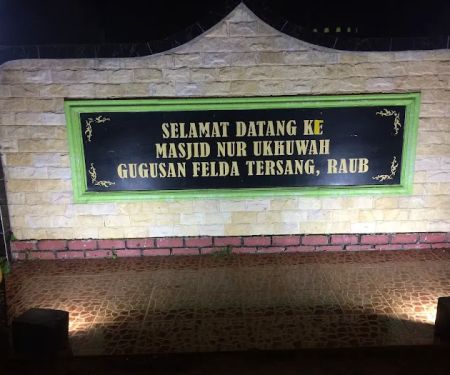 SELAMAT DATANG KE
MASJID NUR UKHUWAH
GUGUSAN FELDA TERSANG, RAUB